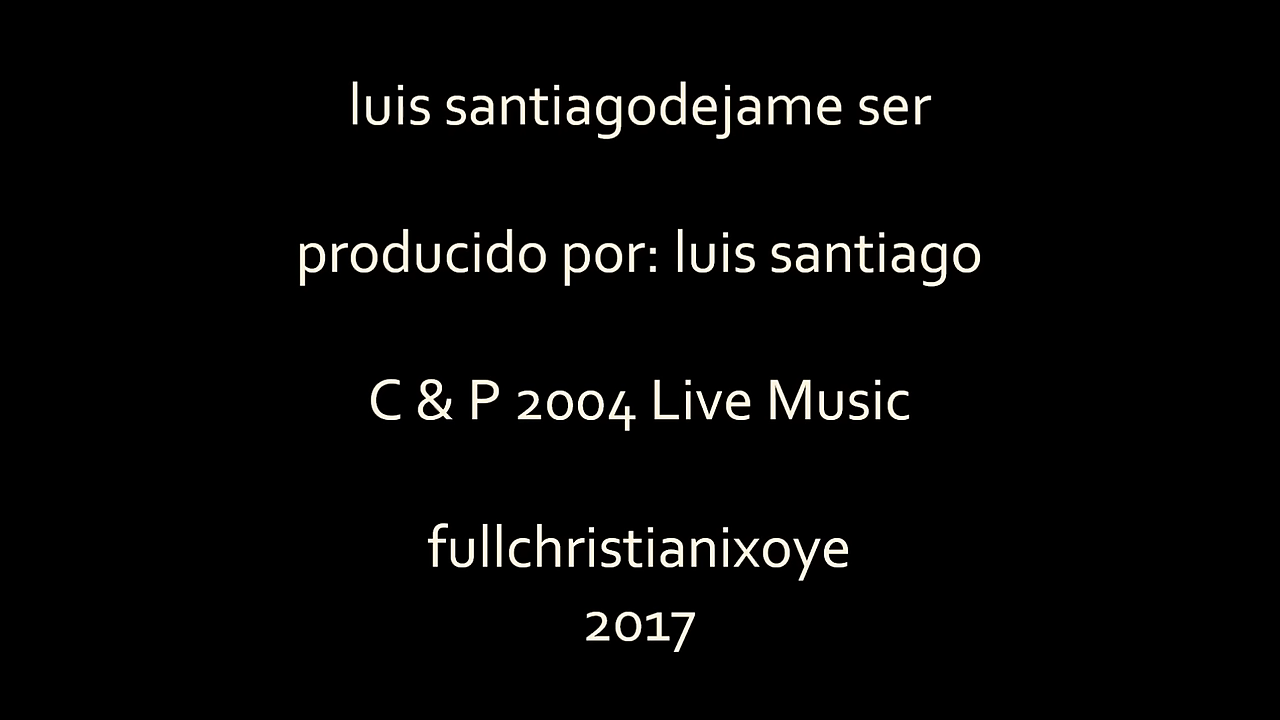 luis santiagodejame ser
producido por: luis santiago
C & P 2004 Live Music
fullchristianixoye
2017